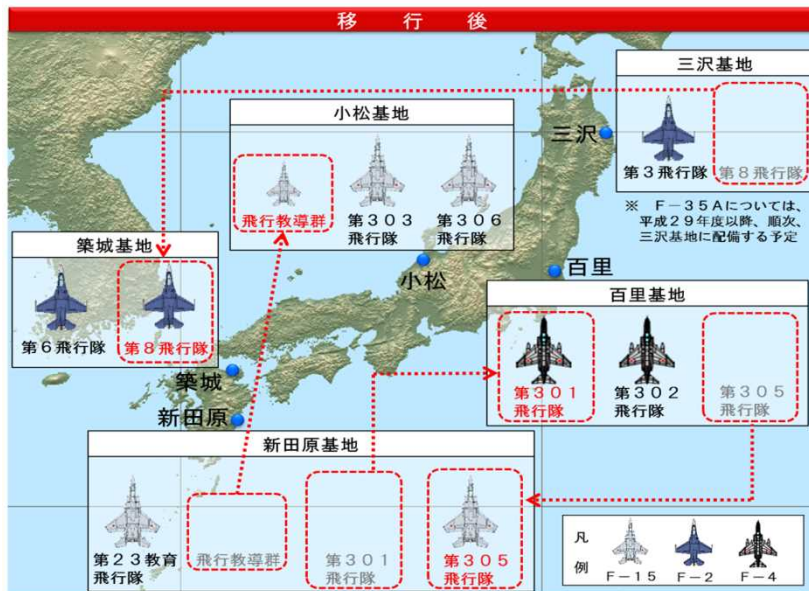 移行後
三沢基地
第3飛行隊
第8飛行隊
※ F-35Aについては、
平成29年度以降、順次、
三沢基地に配備する予定
小松基地
飛行教導群
第303
飛行隊
第306
飛行隊
三沢
小松
百里
築城基地
第6飛行隊
第8飛行隊
百里基地
第301
飛行隊
第302
飛行隊
第305
飛行隊
築城
新田原
新田原基地
第23教育
飛行隊
飛行教導群
第301
飛行隊
第305
飛行隊
凡例
F-15
F-2
F-4